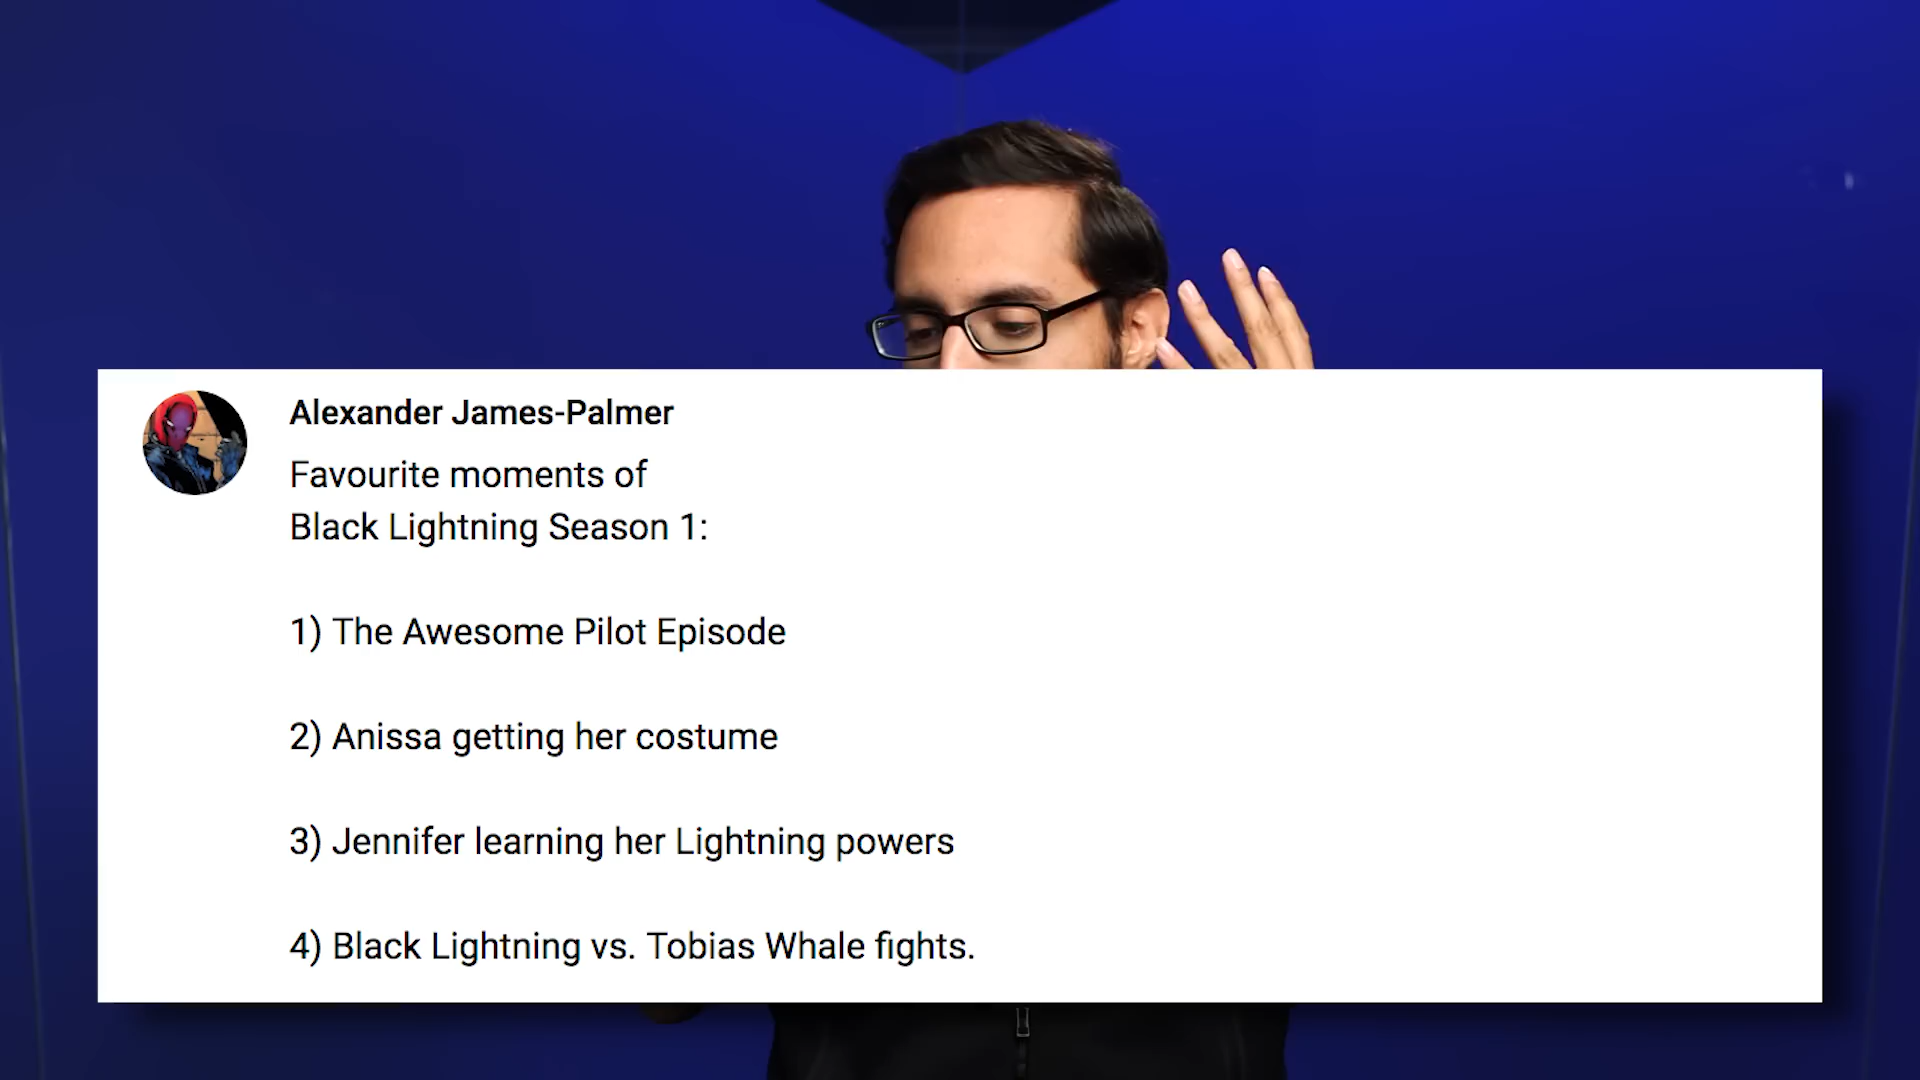 Alexander James-Palmer
Favourite moments of
Black Lightning Season 1:
1) The Awesome Pilot Episode
2) Anissa getting her costume
3) Jennifer learning her Lightning powers
4) Black Lightning vs. Tobias Whale fights.